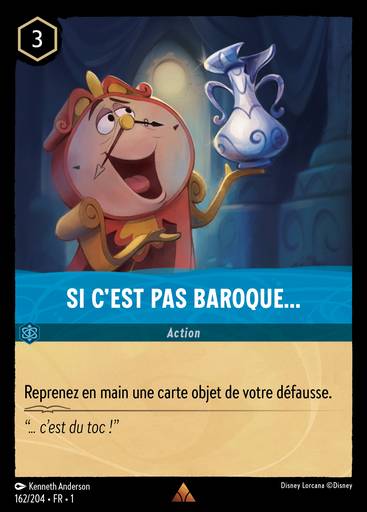 3
SI C'EST PAS BAROQUE...
Action
Reprenez en main une carte objet de votre défausse.
“... c'est du toc !”
Kenneth Anderson
Disney Lorcana ©Disney
162/204 • FR • 1